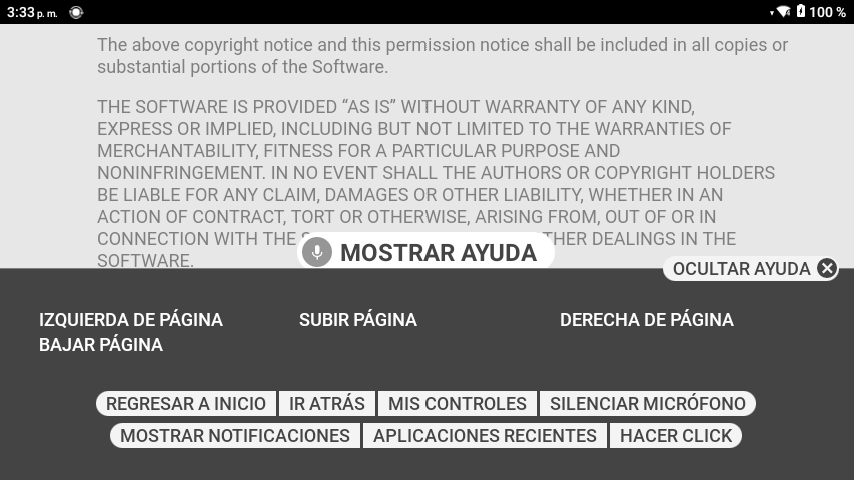 3:33 p. m. 100 %
The above copyright notice and this permission notice shall be included in all copies or
substantial portions of the Software.
THE SOFTWARE IS PROVIDED “AS IS” WITHOUT WARRANTY OF ANY KIND,
EXPRESS OR IMPLIED, INCLUDING BUT NOT LIMITED TO THE WARRANTIES OF
MERCHANTABILITY, FITNESS FOR A PARTICULAR PURPOSE AND
NONINFRINGEMENT. IN NO EVENT SHALL THE AUTHORS OR COPYRIGHT HOLDERS
BE LIABLE FOR ANY CLAIM, DAMAGES OR OTHER LIABILITY, WHETHER IN AN
ACTION OF CONTRACT, TORT OR OTHERWISE, ARISING FROM, OUT OF OR IN
CONNECTION WITH THE THER DEALINGS IN THE
MOSTRAR AYUDA
SOFTWARE.
OCULTAR AYUDA
IZQUIERDA DE PÁGINA SUBIR PÁGINA DERECHA DE PÁGINA
BAJAR PÁGINA
REGRESAR A INICIO IR ATRÁS MIS CONTROLES SILENCIAR MICRÓFONO
MOSTRAR NOTIFICACIONES APLICACIONES RECIENTES HACER CLICK